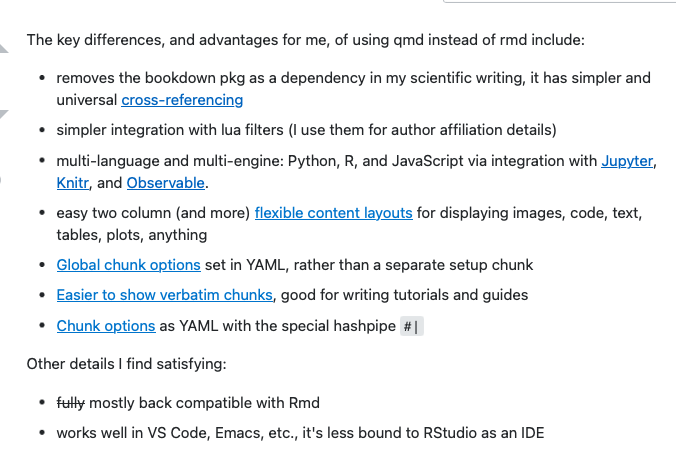 The key differences, and advantages for me, of using qmd instead of rmd include:
• removes the bookdown pkg as a dependency in my scientific writing, it has simpler and
universal cross-referencing
• simpler integration with lua filters (I use them for author affiliation details)
• multi-language and multi-engine: Python, R, and JavaScript via integration with Jupyter,
Knitr, and Observable.
• easy two column (and more) flexible content layouts for displaying images, code, text,
tables, plots, anything
• Global chunk options set in YAML, rather than a separate setup chunk
• Easier to show verbatim chunks, good for writing tutorials and guides
• Chunk options as YAML with the special hashpipe #|
Other details I find satisfying:
• fully mostly back compatible with Rmd
• works well in VS Code, Emacs, etc., it's less bound to RStudio as an IDE